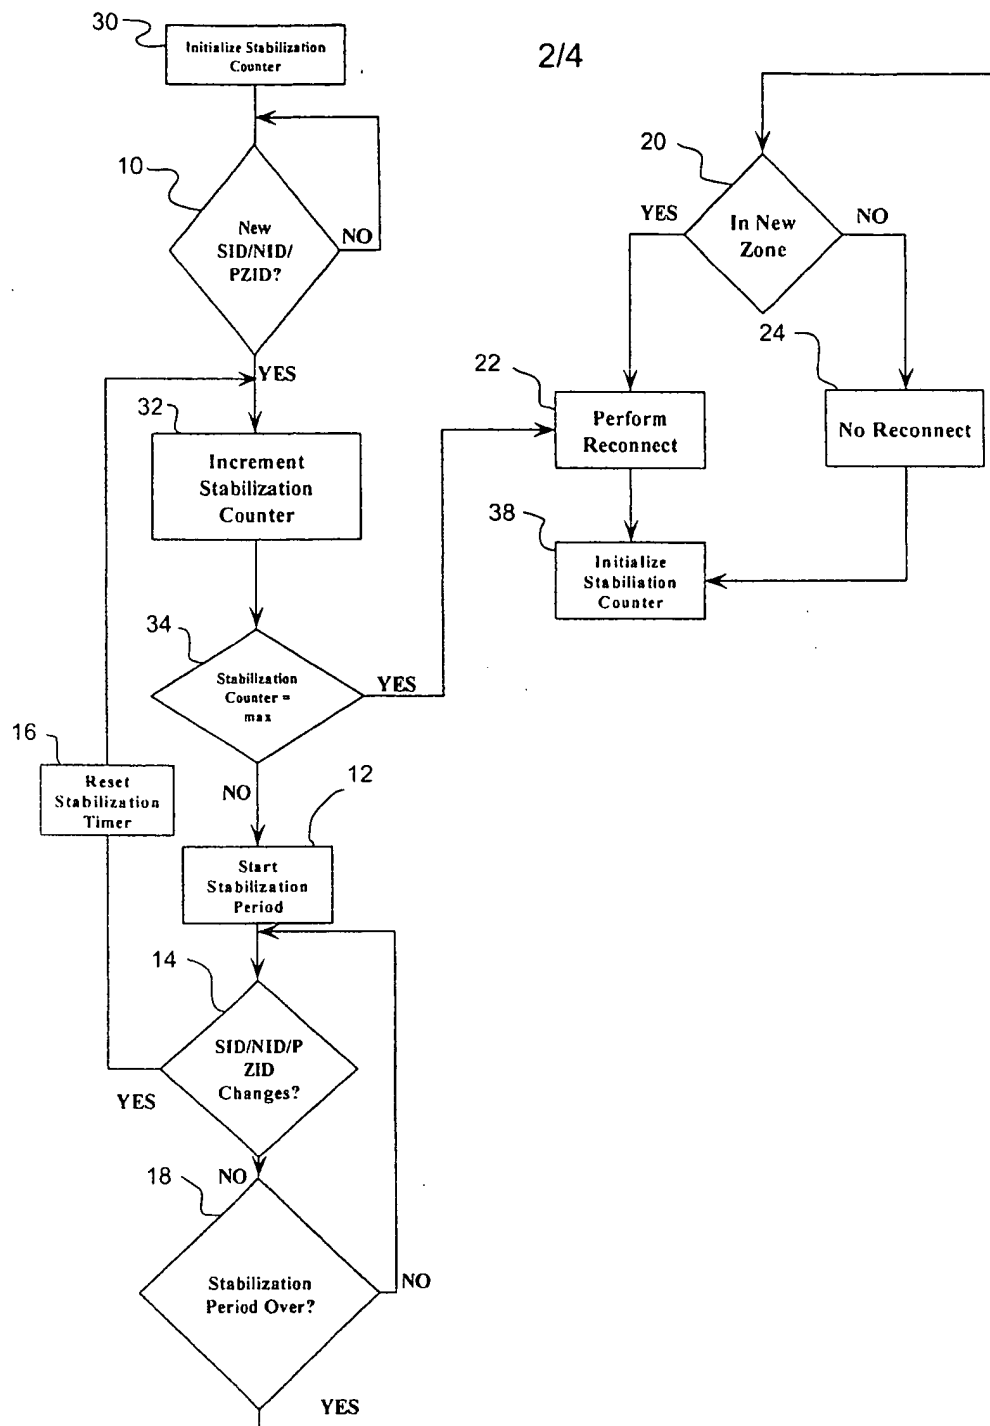 30
Initialize Stabilization
Counter
2/4
10
New
SID/NID/
PZID?
NO
YES
32
Increment
Stabilization
Counter
34
Stabilization
Counter =
max
YES
NO
16
Reset
Stabilization
Timer
12
Start
Stabilization
Period
14
SID/NID/P
ZID
Changes?
YES
NO
18
Stabilization
Period Over?
NO
YES
20
In New
Zone
YES
NO
22
Perform
Reconnect
24
No Reconnect
38
Initialize
Stabiliation
Counter